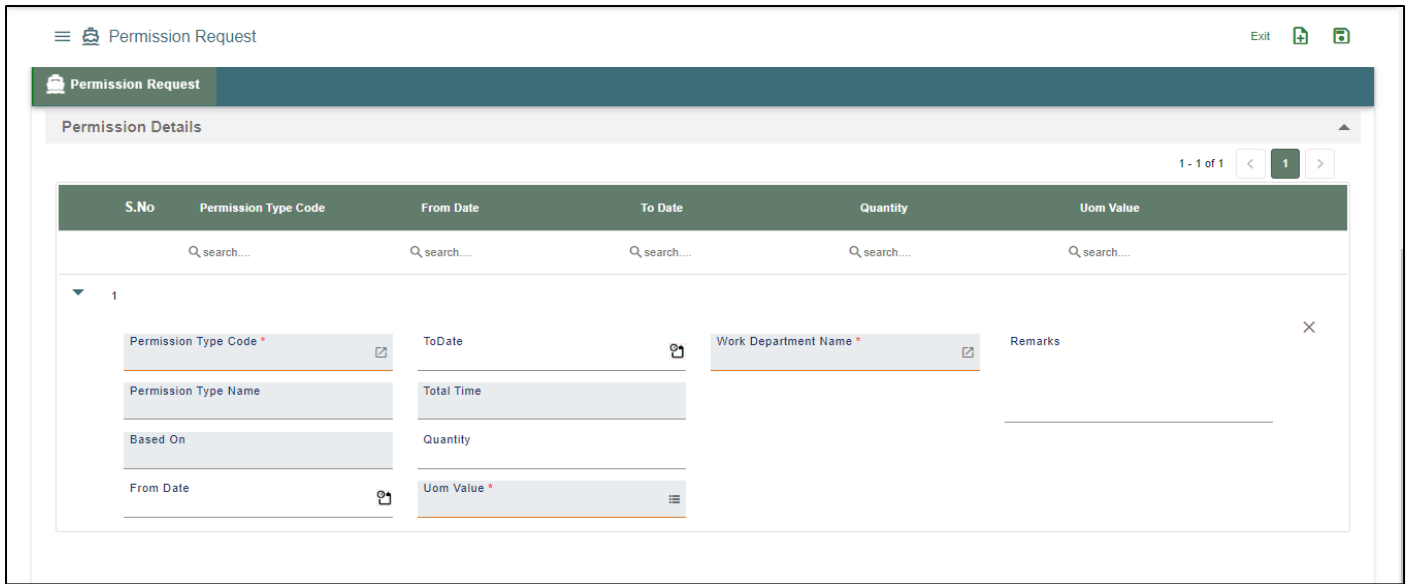 Permission Request
Exit
Permission Request
Permission Details
1 - 1 of 1 < 1 >
S.No Permission Type Code From Date To Date Quantity Uom Value
search.... search.... search.... search.... search....
1
Permission Type Code * ToDate Work Department Name * Remarks
Permission Type Name Total Time
Based On Quantity
From Date Uom Value *